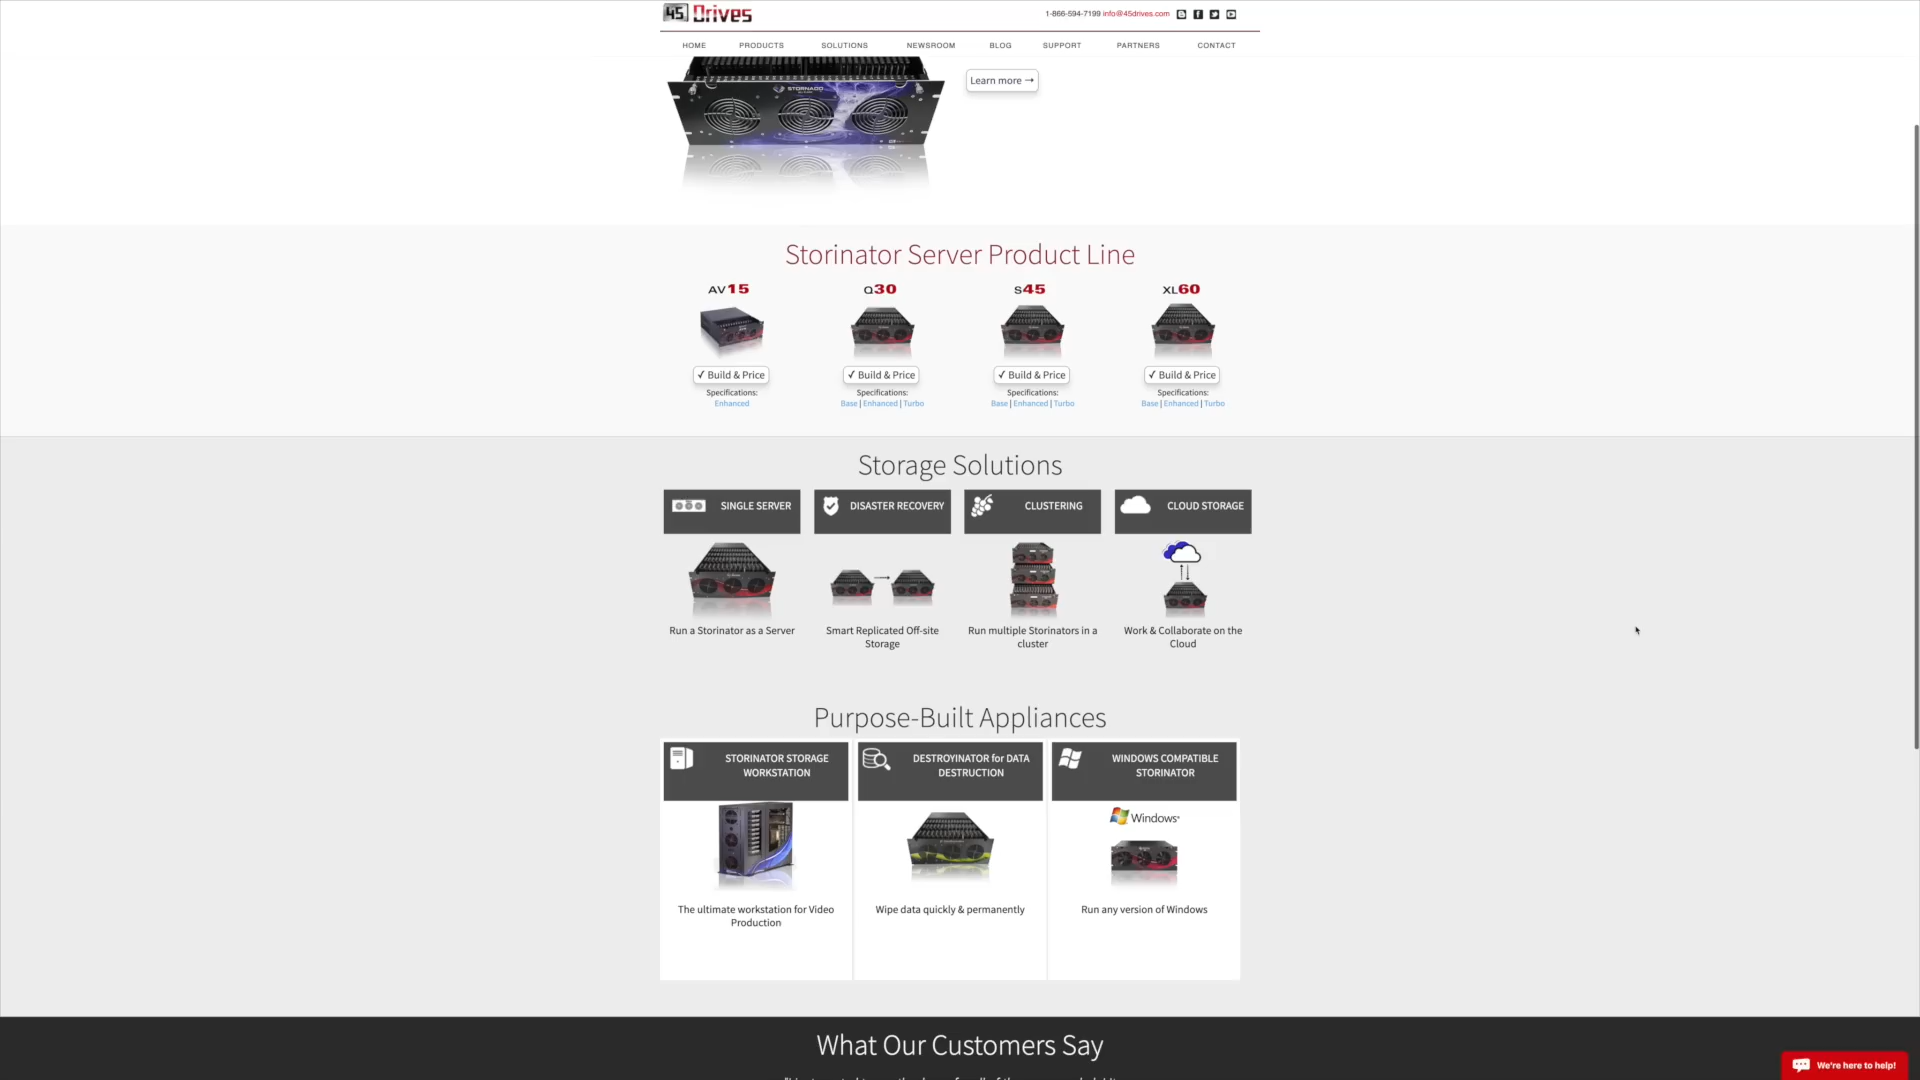 45 Drives
1-866-594-7199 info@45drives.com
HOME PRODUCTS SOLUTIONS NEWSROOM BLOG SUPPORT PARTNERS CONTACT
STORNADO
Learn more →
Storinator Server Product Line
AV15 Q30 S45 XL60
✓ Build & Price ✓ Build & Price ✓ Build & Price ✓ Build & Price
Specifications: Specifications: Specifications: Specifications:
Enhanced Base | Enhanced | Turbo Base | Enhanced | Turbo Base | Enhanced | Turbo
Storage Solutions
SINGLE SERVER DISASTER RECOVERY CLUSTERING CLOUD STORAGE
Run a Storinator as a Server Smart Replicated Off-site Run multiple Storinators in a Work & Collaborate on the
Storage cluster Cloud
Purpose-Built Appliances
STORINATOR STORAGE DESTROYINATOR for DATA WINDOWS COMPATIBLE
WORKSTATION DESTRUCTION STORINATOR
Windows
The ultimate workstation for Video Wipe data quickly & permanently Run any version of Windows
Production
What Our Customers Say
We're here to help!